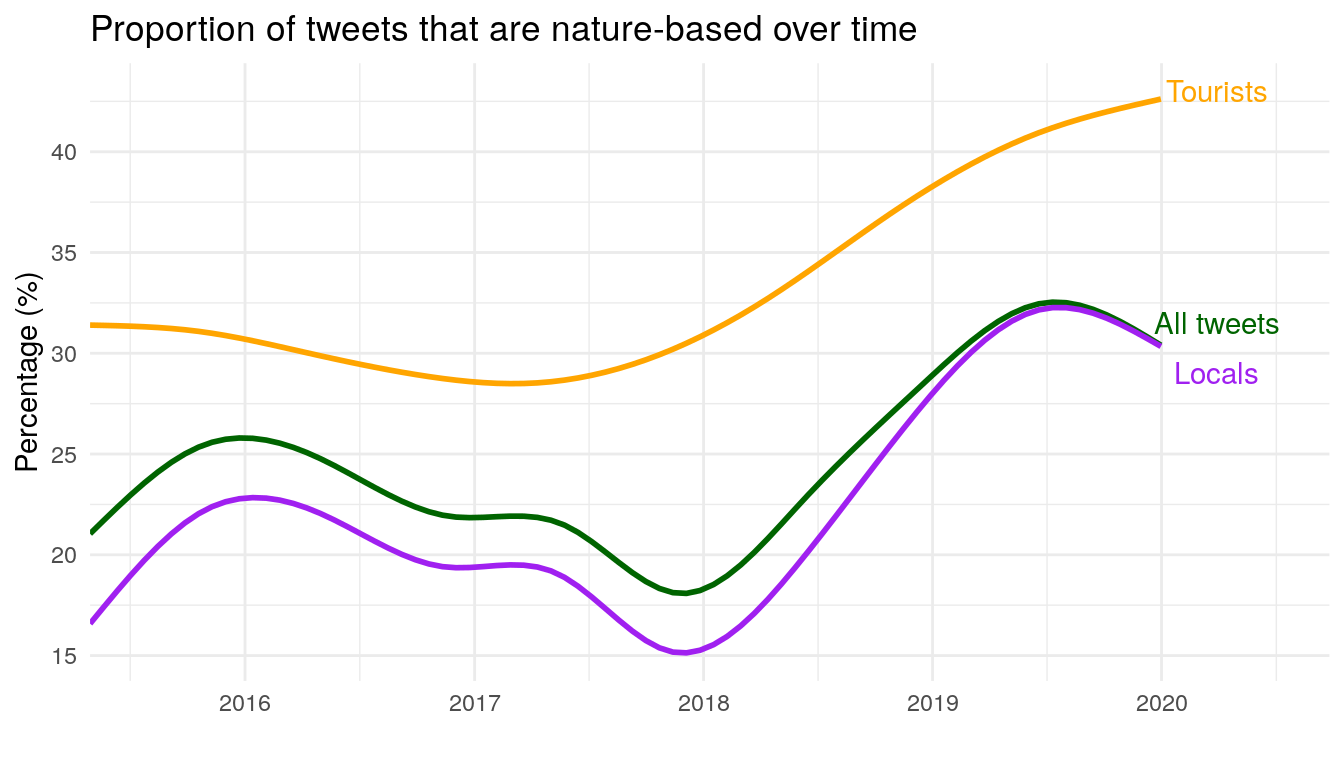 Proportion of tweets that are nature-based over time
Tourists
40
35
All tweets
30
Locals
Percentage (%)
25
20
15
2016 2017 2018 2019 2020